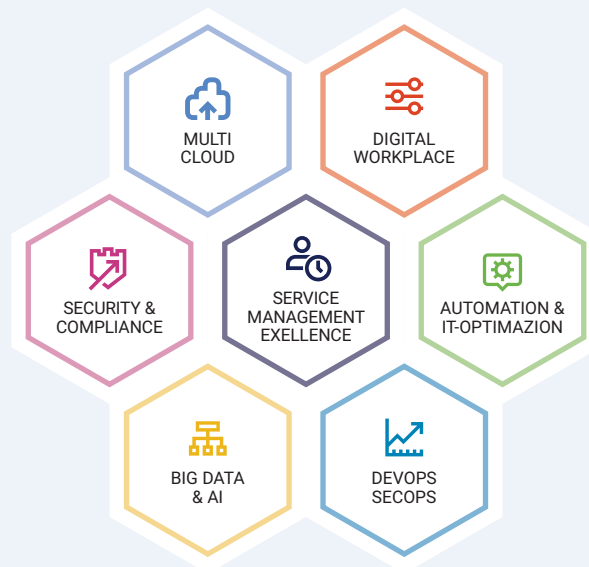 MULTI
CLOUD
DIGITAL
WORKPLACE
SECURITY &
COMPLIANCE
SERVICE
MANAGEMENT
EXELLENCE
AUTOMATION &
IT-OPTIMAZION
BIG DATA
& AI
DEVOPS
SECOPS